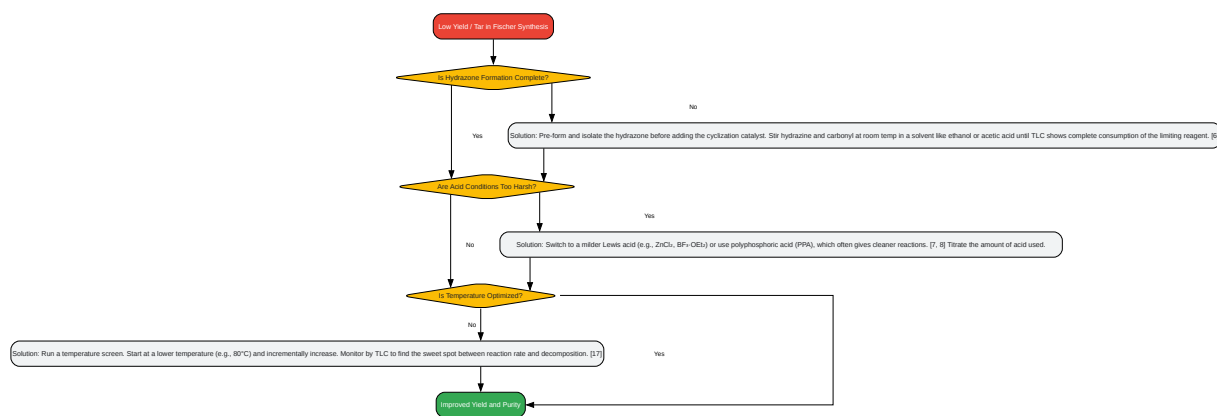 Low Yield / Tar in Fischer Synthesis
Is Hydrazone Formation Complete?
No
Yes
Solution: Pre-form and isolate the hydrazone before adding the cyclization catalyst. Stir hydrazine and carbonyl at room temp in a solvent like ethanol or acetic acid until TLC shows complete consumption of the limiting reagent. [6
Are Acid Conditions Too Harsh?
Yes
No
Solution: Switch to a milder Lewis acid (e.g., ZnCl₂, BF₃·OEt₂) or use polyphosphoric acid (PPA), which often gives cleaner reactions. [7, 8] Titrate the amount of acid used.
Is Temperature Optimized?
No
Solution: Run a temperature screen. Start at a lower temperature (e.g., 80°C) and incrementally increase. Monitor by TLC to find the sweet spot between reaction rate and decomposition. [17]
Yes
Improved Yield and Purity